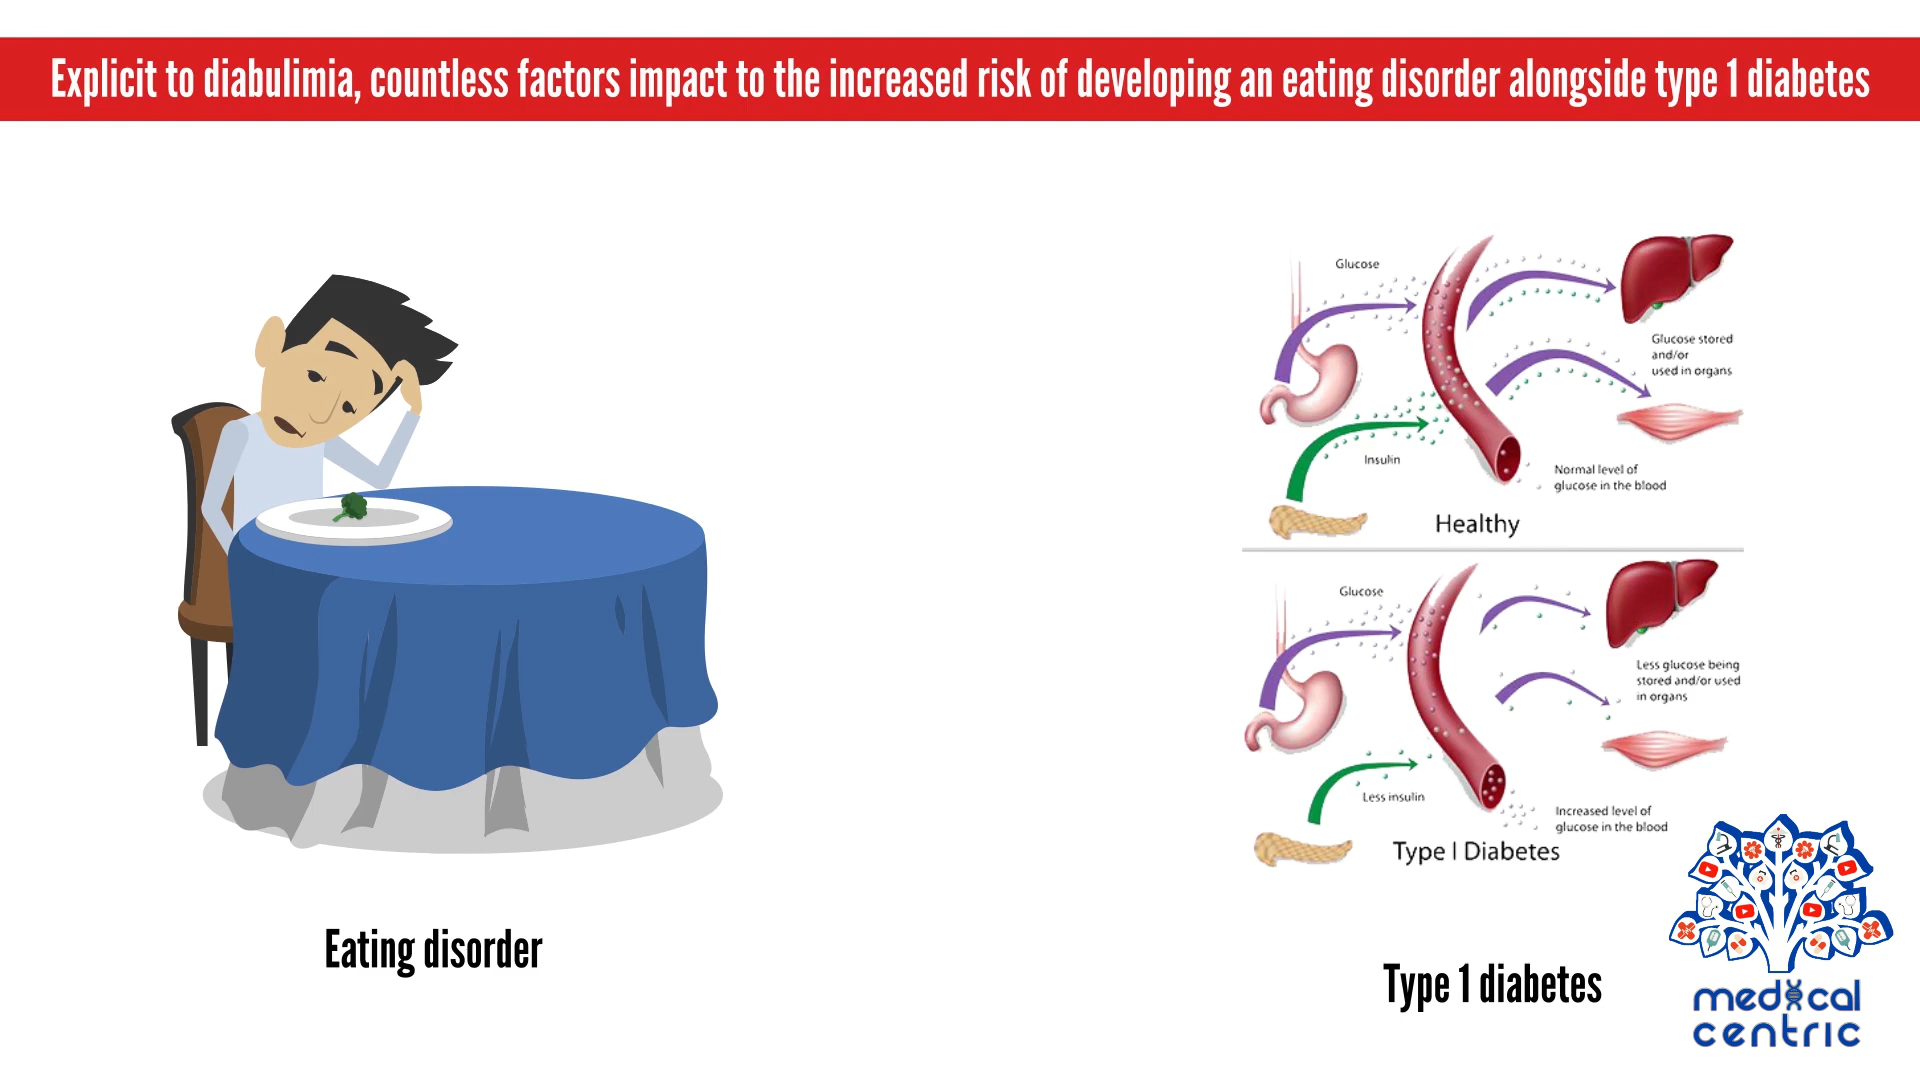 Explicit to diabulimia, countless factors impact to the increased risk of developing an eating disorder alongside type 1 diabetes
Glucose
Glucose stored
and/or
used in organs
Insulin
Normal level of
glucose in the blood
Healthy
Glucose
Less glucose being
stored and/or used
in organs
Less insulin
Increased level of
glucose in the blood
Type I Diabetes
Eating disorder
Type 1 diabetes
medical
centric